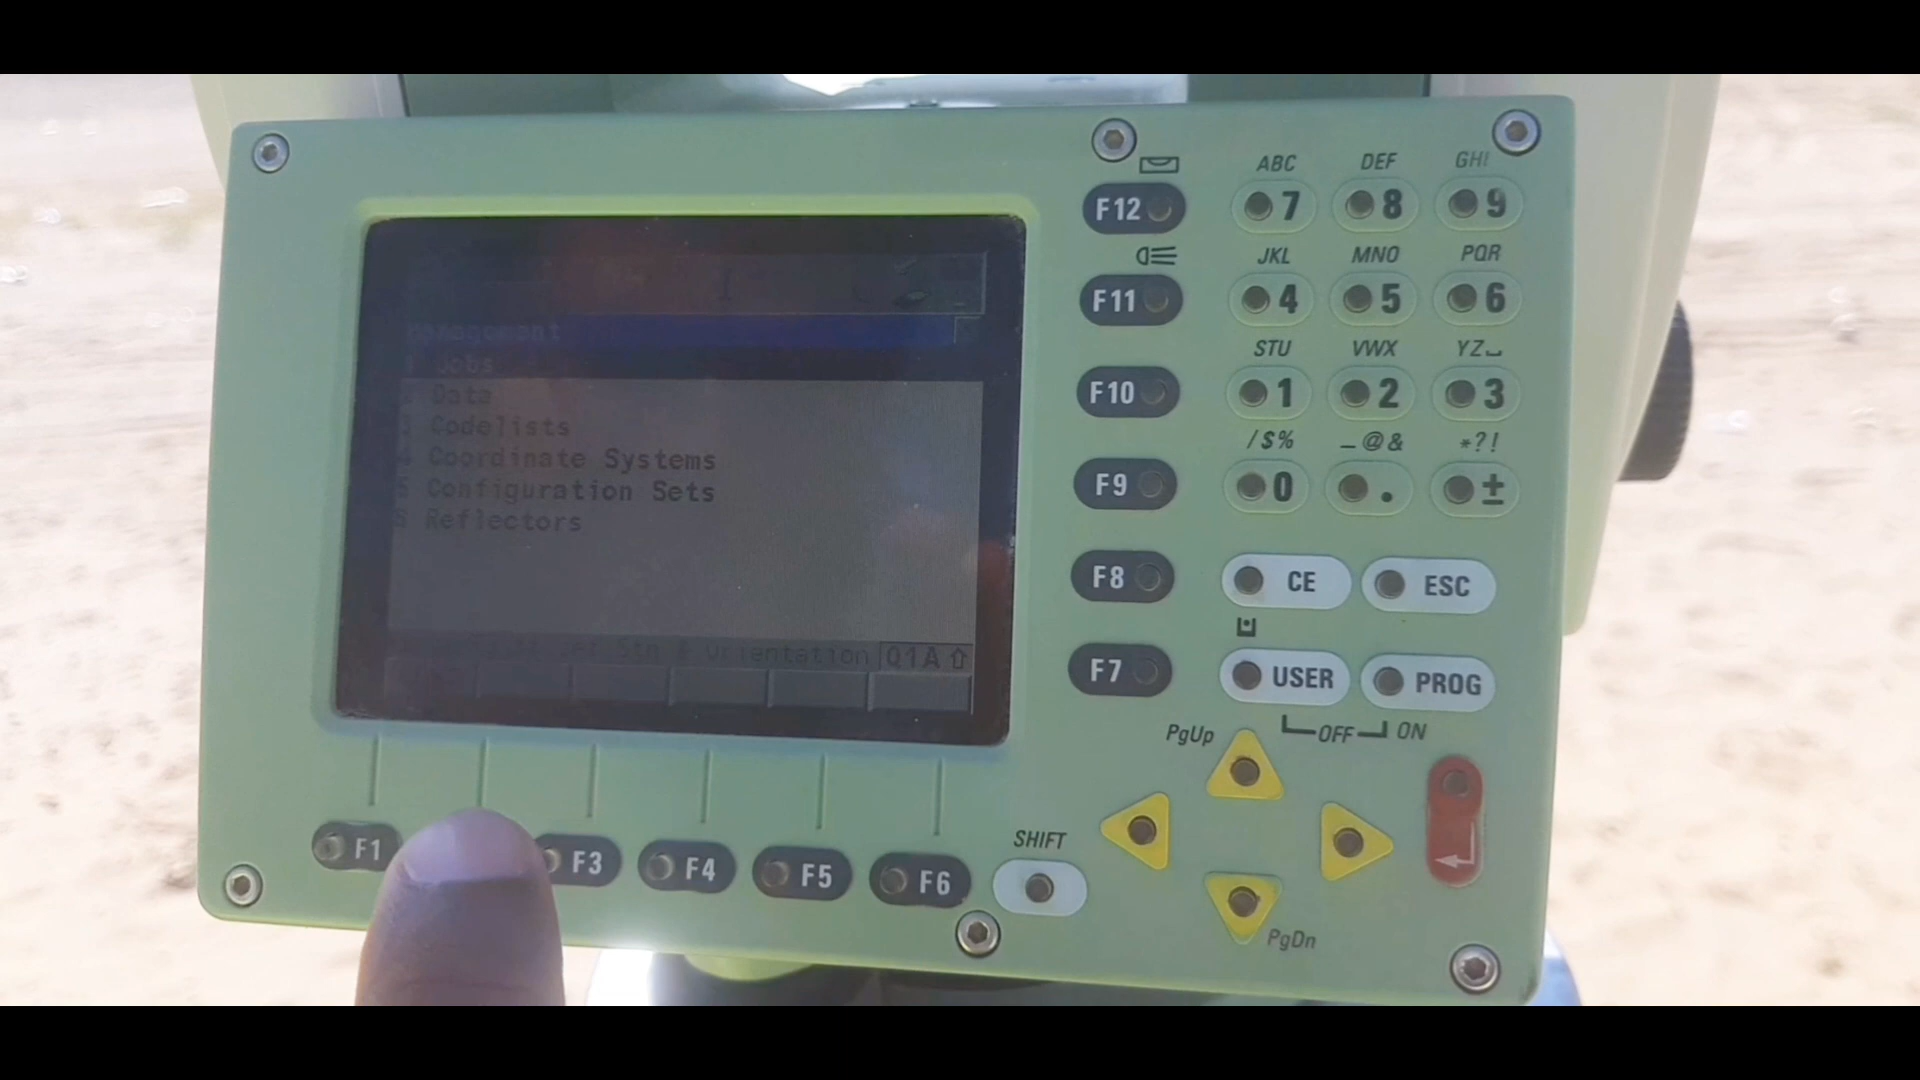 Management
1 Jobs
2 Data
3 Codelists
4 Coordinate Systems
5 Configuration Sets
6 Reflectors
Stn & Orientation Q1A
F1
F3
F4
F5
F6
SHIFT
F12
F11
F10
F9
F8
F7
ABC DEF GHI
7 8 9
JKL MNO PQR
4 5 6
STU VWX YZ
1 2 3
/$% _@& *?!
0 . ±
CE ESC
USER PROG
OFF ON
PgUp
PgDn